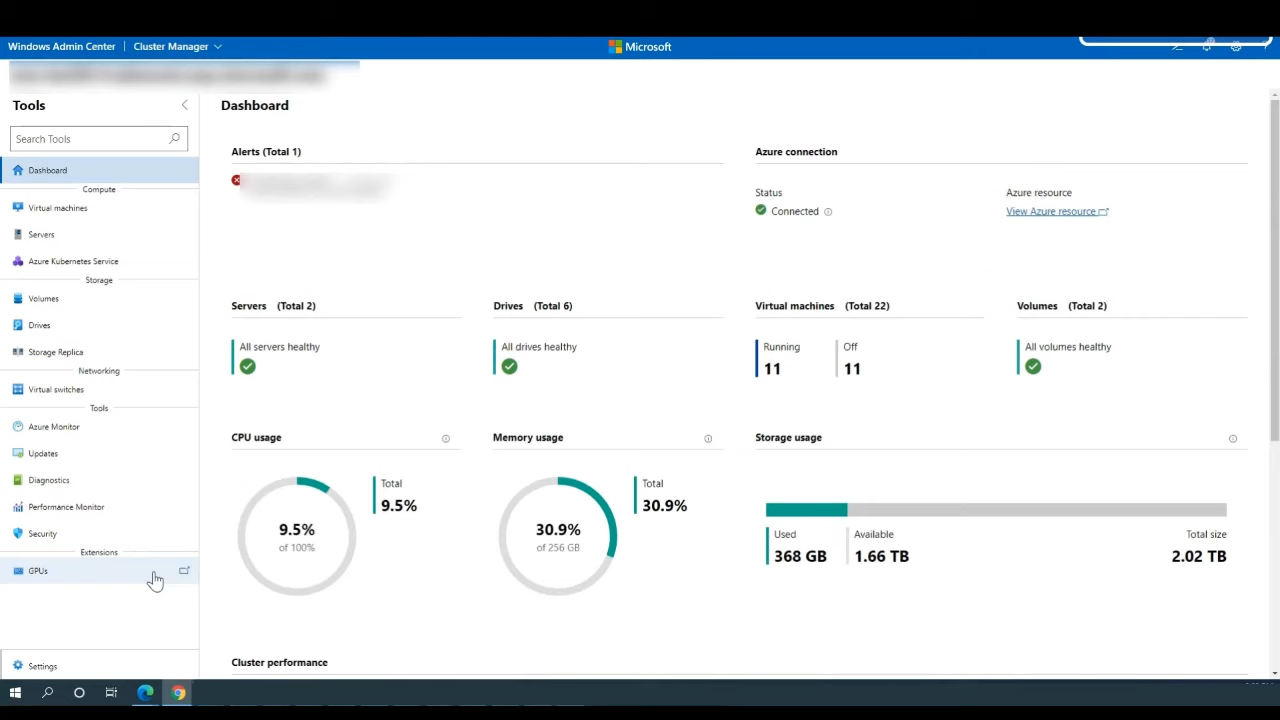 Windows Admin Center | Cluster Manager
Microsoft
Tools
Search Tools
Dashboard
Compute
Virtual machines
Servers
Azure Kubernetes Service
Storage
Volumes
Drives
Storage Replica
Networking
Virtual switches
Tools
Azure Monitor
Updates
Diagnostics
Performance Monitor
Security
Extensions
GPUs
Settings
Dashboard
Alerts (Total 1)
Azure connection
Status
Connected
Azure resource
View Azure resource
Servers (Total 2)
All servers healthy
Drives (Total 6)
All drives healthy
Virtual machines (Total 22)
Running
11
Off
11
Volumes (Total 2)
All volumes healthy
CPU usage
9.5%
of 100%
Total
9.5%
Memory usage
30.9%
of 256 GB
Total
30.9%
Storage usage
Used
368 GB
Available
1.66 TB
Total size
2.02 TB
Cluster performance